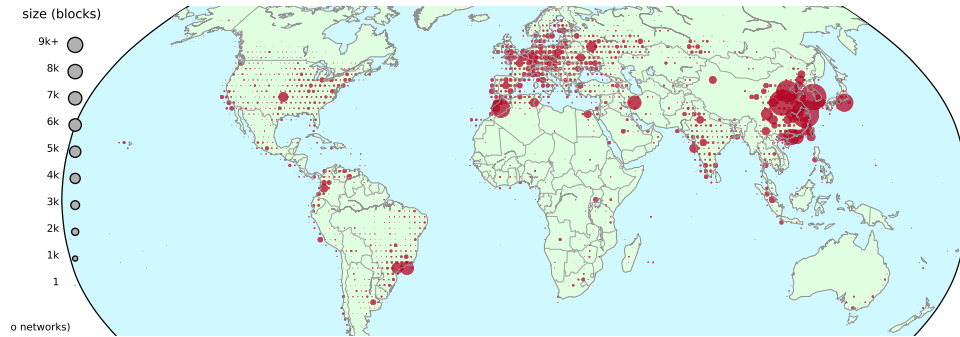 size (blocks)
9k+
8k
7k
6k
5k
4k
3k
2k
1k
1
o networks)